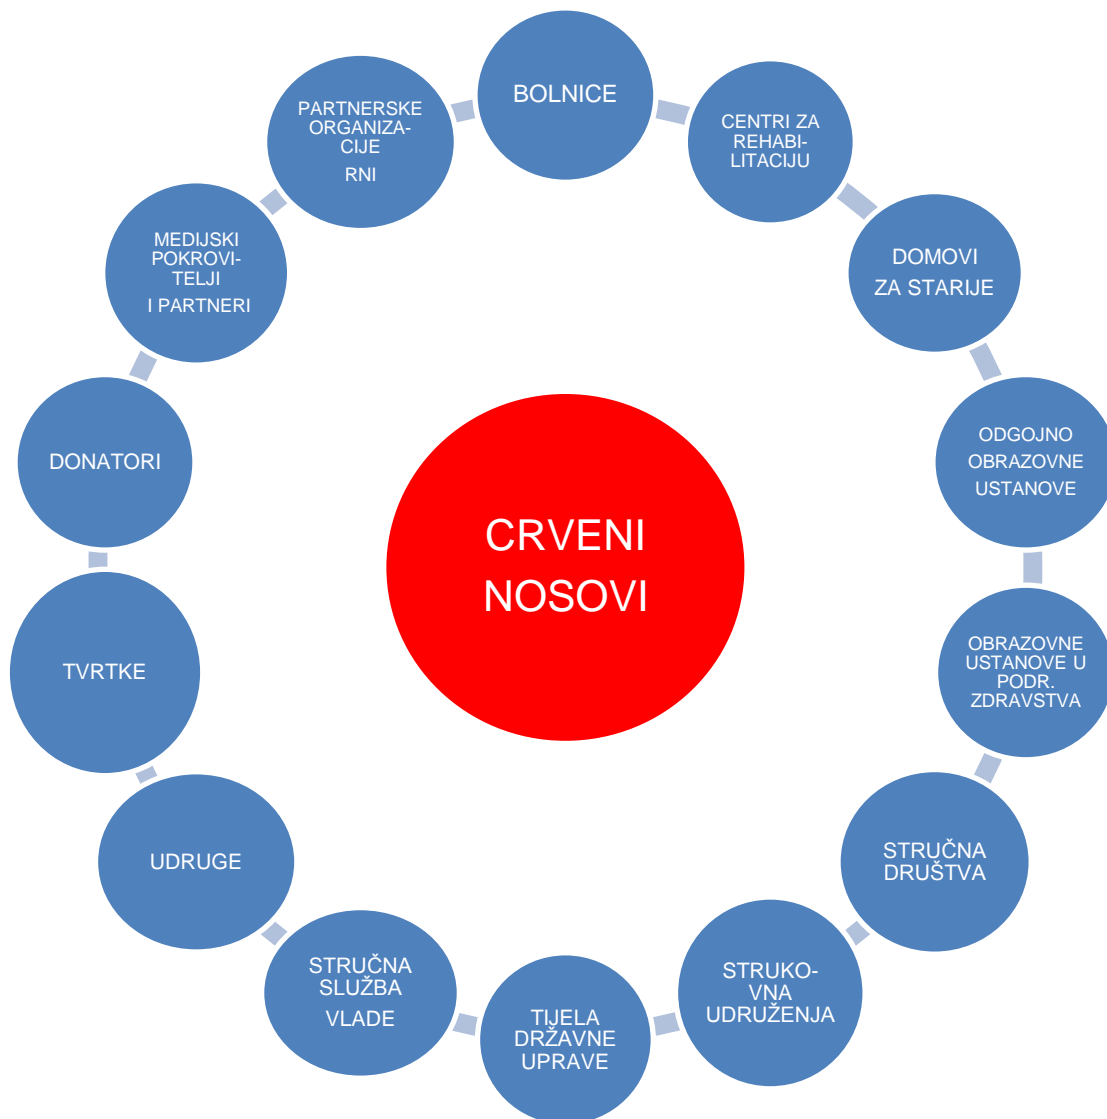 BOLNICE
CENTRI ZA
REHABI-
LITACIJU
DOMOVI
ZA STARIJE
ODGOJNO
OBRAZOVNE
USTANOVE
OBRAZOVNE
USTANOVE U
PODR.
ZDRAVSTVA
STRUČNA
DRUŠTVA
STRUKO-
VNA
UDRUŽENJA
TIJELA
DRŽAVNE
UPRAVE
STRUČNA
SLUŽBA
VLADE
UDRUGE
TVRTKE
DONATORI
MEDIJSKI
POKROVI-
TELJI
I PARTNERI
PARTNERSKE
ORGANIZA-
CIJE
RNI
CRVENI
NOSOVI